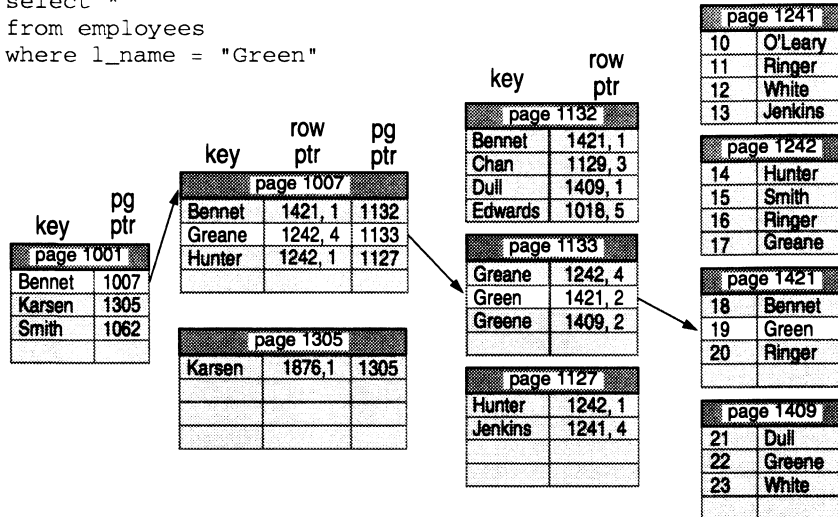 select *
from employees
where l_name = "Green"
key pg ptr
page 1001
Bennet 1007
Karsen 1305
Smith 1062
key row ptr pg ptr
page 1007
Bennet 1421, 1 1132
Greane 1242, 4 1133
Hunter 1242, 1 1127
page 1305
Karsen 1876,1 1305
key row ptr
page 1132
Bennet 1421, 1
Chan 1129, 3
Dull 1409, 1
Edwards 1018, 5
page 1133
Greane 1242, 4
Green 1421, 2
Greene 1409, 2
page 1127
Hunter 1242, 1
Jenkins 1241, 4
page 1241
10 O'Leary
11 Ringer
12 White
13 Jenkins
page 1242
14 Hunter
15 Smith
16 Ringer
17 Greane
page 1421
18 Bennet
19 Green
20 Ringer
page 1409
21 Dull
22 Greene
23 White